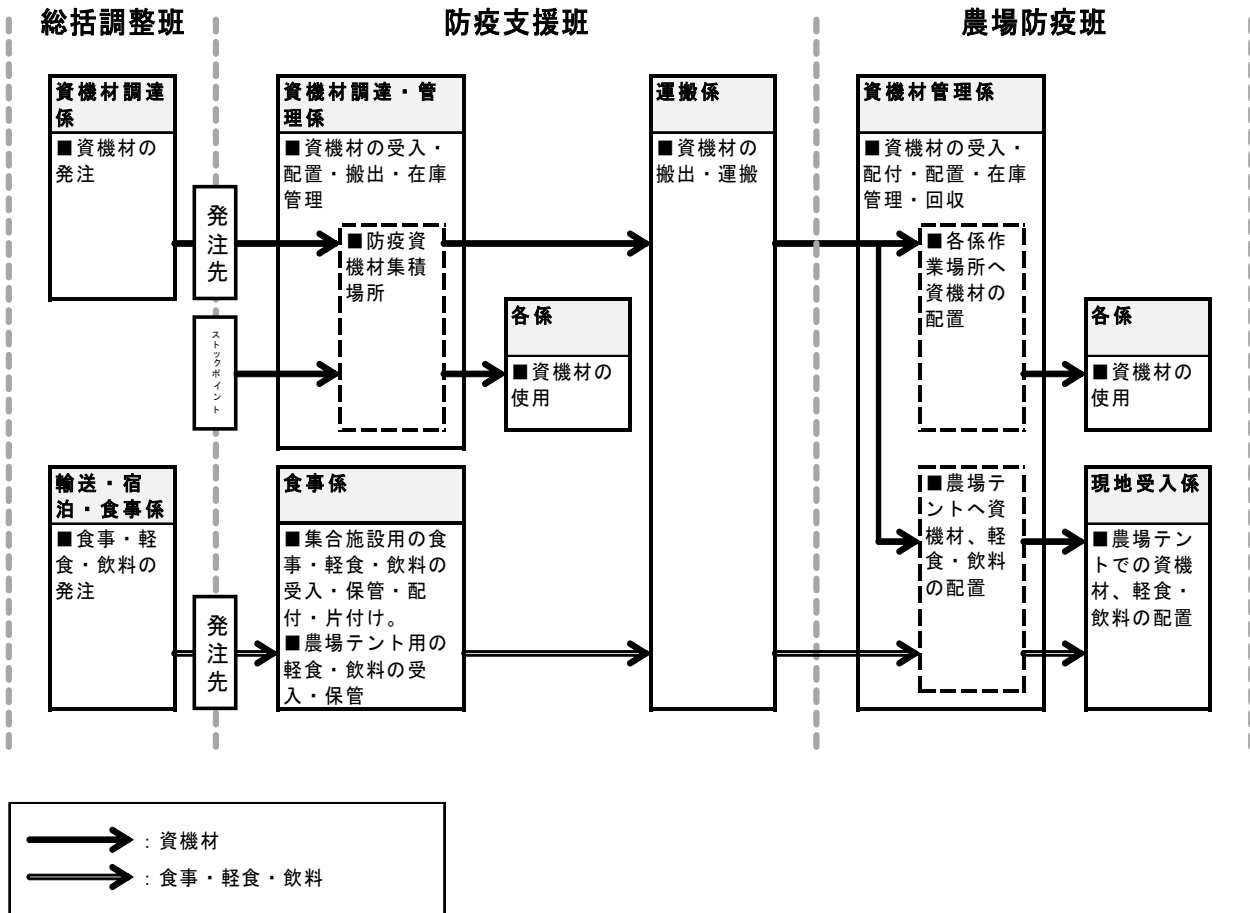 総括調整班
防疫支援班
農場防疫班
資機材調達
係
■資機材の
発注
発注先
ストックポイント
資機材調達・管
理係
■資機材の受入・
配置・搬出・在庫
管理
■防疫資
機材集積
場所
各係
■資機材の
使用
運搬係
■資機材の
搬出・運搬
資機材管理係
■資機材の受入・
配付・配置・在庫
管理・回収
■各係作
業場所へ
資機材の
配置
各係
■資機材の
使用
輸送・宿
泊・食事係
■食事・軽
食・飲料の
発注
発注先
食事係
■集合施設用の食
事・軽食・飲料の
受入・保管・配
付・片付け。
■農場テント用の
軽食・飲料の受
入・保管
■農場テ
ントへ資
機材、軽
食・飲料
の配置
現地受入係
■農場テン
トでの資機
材、軽食・
飲料の配置
：資機材
：食事・軽食・飲料